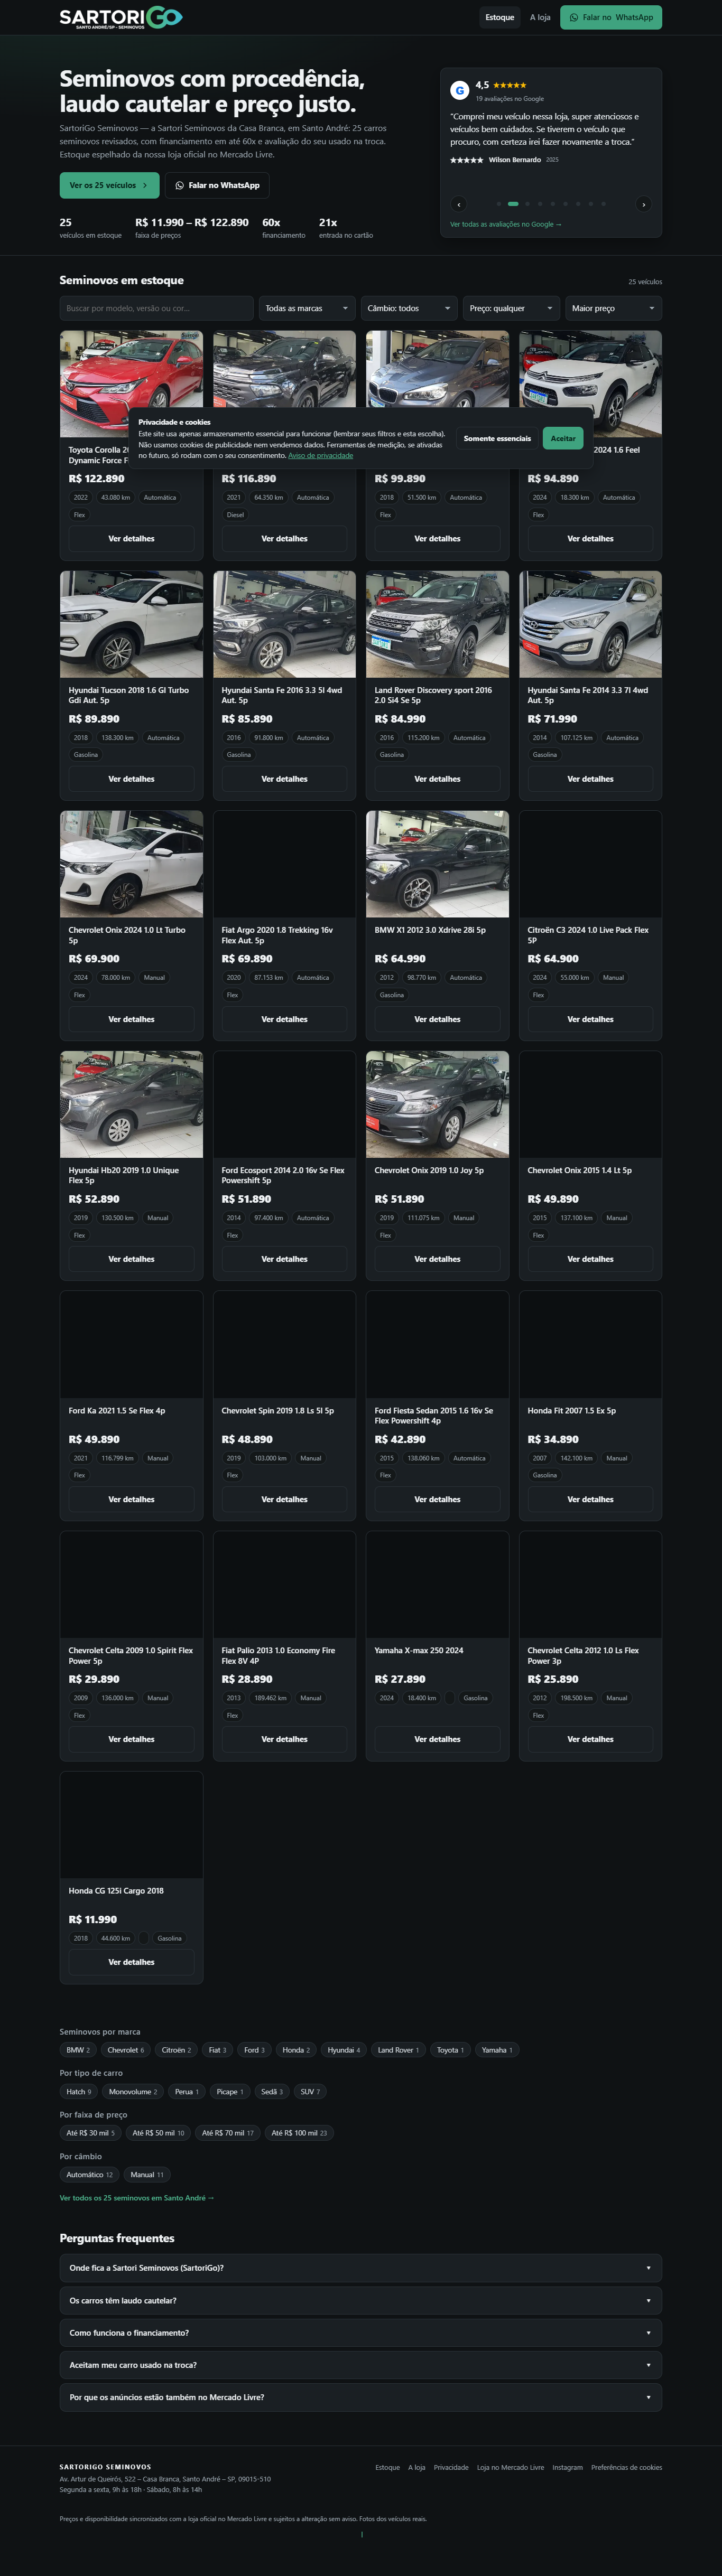 SARTORIGO
SANTO ANDRÉ/SP - SEMINOVOS
Estoque
A loja
Falar no WhatsApp
Seminovos com procedência,
laudo cautelar e preço justo.
SartoriGo Seminovos — a Sartori Seminovos da Casa Branca, em Santo André: 25 carros
seminovos revisados, com financiamento em até 60x e avaliação do seu usado na troca.
Estoque espelhado da nossa loja oficial no Mercado Livre.
Ver os 25 veículos
Falar no WhatsApp
25
veículos em estoque
R$ 11.990 – R$ 122.890
faixa de preços
60x
financiamento
21x
entrada no cartão
G
4,5 ★★★★★
19 avaliações no Google
"Comprei meu veículo nessa loja, super atenciosos e
veículos bem cuidados. Se tiverem o veículo que
procuro, com certeza irei fazer novamente a troca."
★★★★★ Wilson Bernardo 2025
‹
›
Ver todas as avaliações no Google →
Seminovos em estoque
25 veículos
Buscar por modelo, versão ou cor...
Todas as marcas
Câmbio: todos
Preço: qualquer
Maior preço
Privacidade e cookies
Este site usa apenas armazenamento essencial para funcionar (lembrar seus filtros e esta escolha).
Não usamos cookies de publicidade nem vendemos dados. Ferramentas de medição, se ativadas
no futuro, só rodam com o seu consentimento. Aviso de privacidade
Somente essenciais
Aceitar
Toyota Corolla
Dynamic Force
R$ 122.890
2022 43.080 km Automática
Flex
Ver detalhes
R$ 116.890
2021 64.350 km Automática
Diesel
Ver detalhes
R$ 99.890
2018 51.500 km Automática
Flex
Ver detalhes
2024 1.6 Feel
R$ 94.890
2024 18.300 km Automática
Flex
Ver detalhes
Hyundai Tucson 2018 1.6 Gl Turbo
Gdi Aut. 5p
R$ 89.890
2018 138.300 km Automática
Gasolina
Ver detalhes
Hyundai Santa Fe 2016 3.3 5l 4wd
Aut. 5p
R$ 85.890
2016 91.800 km Automática
Gasolina
Ver detalhes
Land Rover Discovery sport 2016
2.0 Si4 Se 5p
R$ 84.990
2016 115.200 km Automática
Gasolina
Ver detalhes
Hyundai Santa Fe 2014 3.3 7l 4wd
Aut. 5p
R$ 71.990
2014 107.125 km Automática
Gasolina
Ver detalhes
Chevrolet Onix 2024 1.0 Lt Turbo
5p
R$ 69.900
2024 78.000 km Manual
Flex
Ver detalhes
Fiat Argo 2020 1.8 Trekking 16v
Flex Aut. 5p
R$ 69.890
2020 87.153 km Automática
Flex
Ver detalhes
BMW X1 2012 3.0 Xdrive 28i 5p
R$ 64.990
2012 98.770 km Automática
Gasolina
Ver detalhes
Citroën C3 2024 1.0 Live Pack Flex
5P
R$ 64.900
2024 55.000 km Manual
Flex
Ver detalhes
Hyundai Hb20 2019 1.0 Unique
Flex 5p
R$ 52.890
2019 130.500 km Manual
Flex
Ver detalhes
Ford Ecosport 2014 2.0 16v Se Flex
Powershift 5p
R$ 51.890
2014 97.400 km Automática
Flex
Ver detalhes
Chevrolet Onix 2019 1.0 Joy 5p
R$ 51.890
2019 111.075 km Manual
Flex
Ver detalhes
Chevrolet Onix 2015 1.4 Lt 5p
R$ 49.890
2015 137.100 km Manual
Flex
Ver detalhes
Ford Ka 2021 1.5 Se Flex 4p
R$ 49.890
2021 116.799 km Manual
Flex
Ver detalhes
Chevrolet Spin 2019 1.8 Ls 5l 5p
R$ 48.890
2019 103.000 km Manual
Flex
Ver detalhes
Ford Fiesta Sedan 2015 1.6 16v Se
Flex Powershift 4p
R$ 42.890
2015 138.060 km Automática
Flex
Ver detalhes
Honda Fit 2007 1.5 Ex 5p
R$ 34.890
2007 142.100 km Manual
Gasolina
Ver detalhes
Chevrolet Celta 2009 1.0 Spirit Flex
Power 5p
R$ 29.890
2009 136.000 km Manual
Flex
Ver detalhes
Fiat Palio 2013 1.0 Economy Fire
Flex 8V 4P
R$ 28.890
2013 189.462 km Manual
Flex
Ver detalhes
Yamaha X-max 250 2024
R$ 27.890
2024 18.400 km Gasolina
Ver detalhes
Chevrolet Celta 2012 1.0 Ls Flex
Power 3p
R$ 25.890
2012 198.500 km Manual
Flex
Ver detalhes
Honda CG 125i Cargo 2018
R$ 11.990
2018 44.600 km Gasolina
Ver detalhes
Seminovos por marca
BMW 2 Chevrolet 6 Citroën 2 Fiat 3 Ford 3 Honda 2 Hyundai 4 Land Rover 1 Toyota 1 Yamaha 1
Por tipo de carro
Hatch 9 Monovolume 2 Perua 1 Picape 1 Sedã 3 SUV 7
Por faixa de preço
Até R$ 30 mil 5 Até R$ 50 mil 10 Até R$ 70 mil 17 Até R$ 100 mil 23
Por câmbio
Automático 12 Manual 11
Ver todos os 25 seminovos em Santo André →
Perguntas frequentes
Onde fica a Sartori Seminovos (SartoriGo)?
Os carros têm laudo cautelar?
Como funciona o financiamento?
Aceitam meu carro usado na troca?
Por que os anúncios estão também no Mercado Livre?
SARTORIGO SEMINOVOS
Av. Artur de Queirós, 522 – Casa Branca, Santo André – SP, 09015-510
Segunda a sexta, 9h às 18h · Sábado, 8h às 14h
Estoque A loja Privacidade Loja no Mercado Livre Instagram Preferências de cookies
Preços e disponibilidade sincronizados com a loja oficial no Mercado Livre e sujeitos a alteração sem aviso. Fotos dos veículos reais.
|